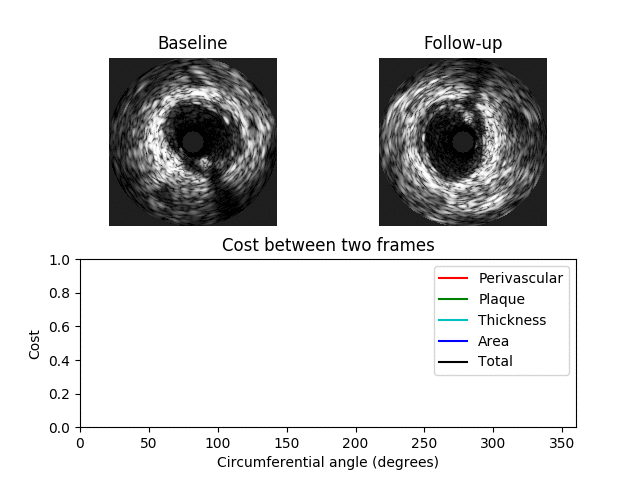 Baseline
Follow-up
Cost between two frames
Perivascular
Plaque
Thickness
Area
Total
Cost
1.0
0.8
0.6
0.4
0.2
0.0
0 50 100 150 200 250 300 350
Circumferential angle (degrees)